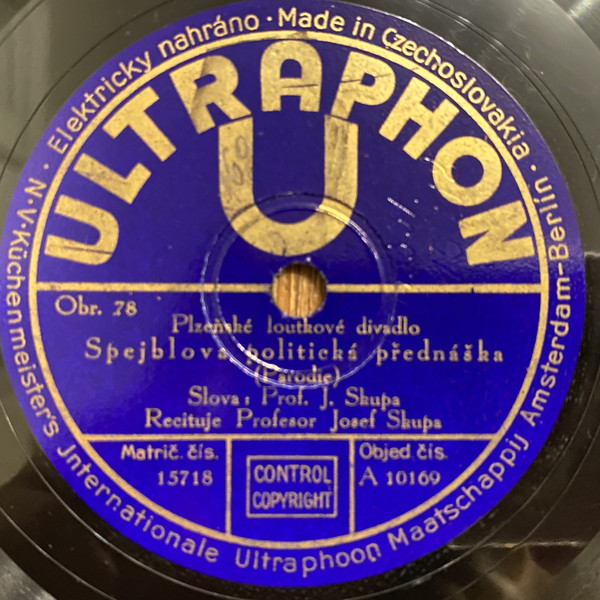 Elektricky nahráno · Made in Czechoslovakia ·
N·V·Küchenmeister's Jnternationale Ultraphoon Maatschappij Amsterdam-Berlin
ULTRAPHON
U
Obr. 78
Plzeňské loutkové divadlo
Spejblova politická přednáška
(Parodie)
Slova: Prof. J. Skupa
Recituje Profesor Josef Skupa
Matrič. čís.
15718
CONTROL
COPYRIGHT
Objed. čís.
A 10169